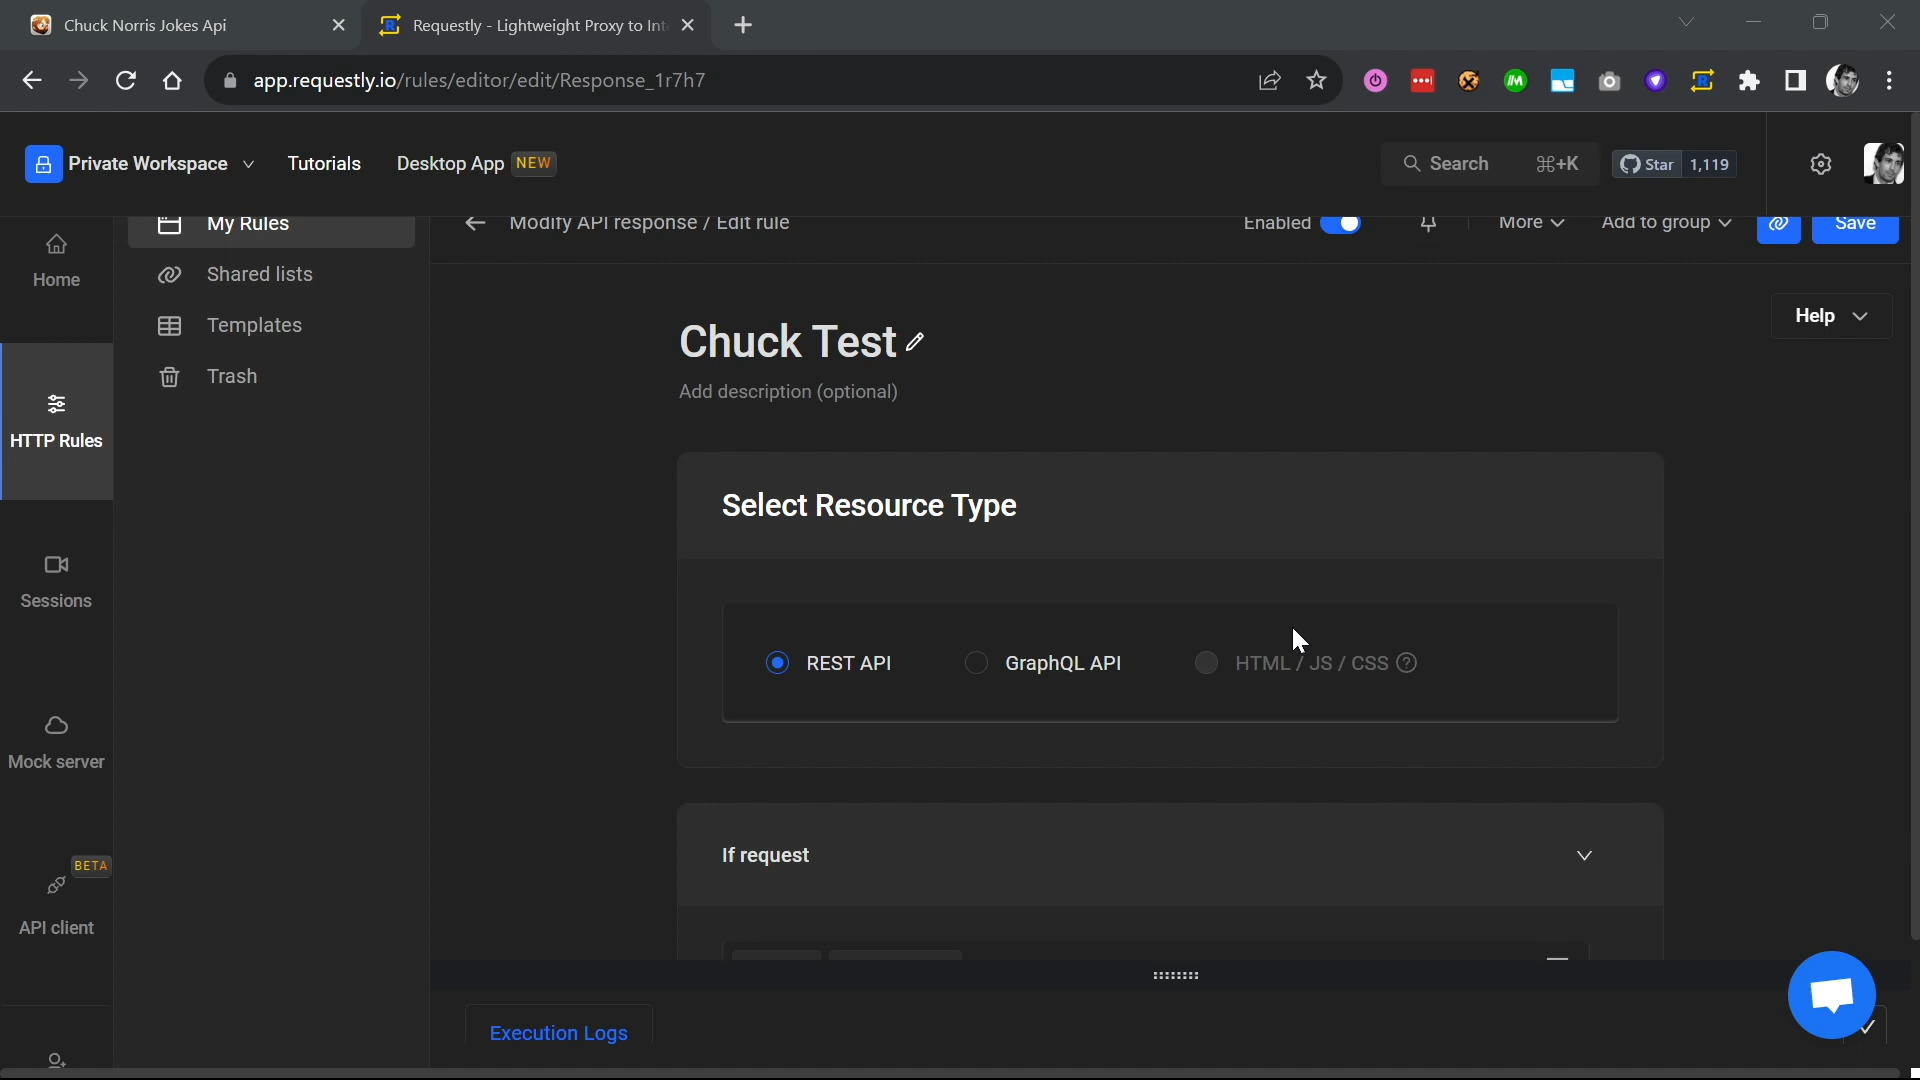 Chuck Norris Jokes Api
Requestly - Lightweight Proxy to Int
app.requestly.io/rules/editor/edit/Response_1r7h7
Private Workspace
Tutorials
Desktop App NEW
Search ⌘+K
Star 1,119
My Rules
Modify API response / Edit rule
Enabled
More
Add to group
Save
Home
Shared lists
Help
Templates
Chuck Test
Trash
Add description (optional)
HTTP Rules
Select Resource Type
Sessions
REST API
GraphQL API
HTML / JS / CSS
Mock server
If request
BETA
API client
Execution Logs